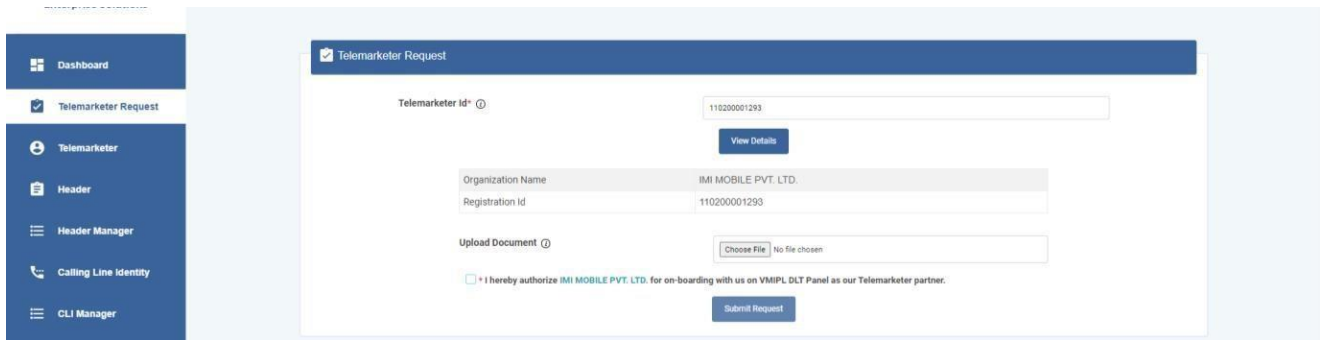 Dashboard
Telemarketer Request
Telemarketer
Header
Header Manager
Calling Line Identity
CLI Manager
Telemarketer Request
Telemarketer Id*
110200001293
View Details
Organization Name IMI MOBILE PVT. LTD.
Registration Id 110200001293
Upload Document
Choose File No file chosen
* I hereby authorize IMI MOBILE PVT. LTD. for on-boarding with us on VMIPL DLT Panel as our Telemarketer partner.
Submit Request